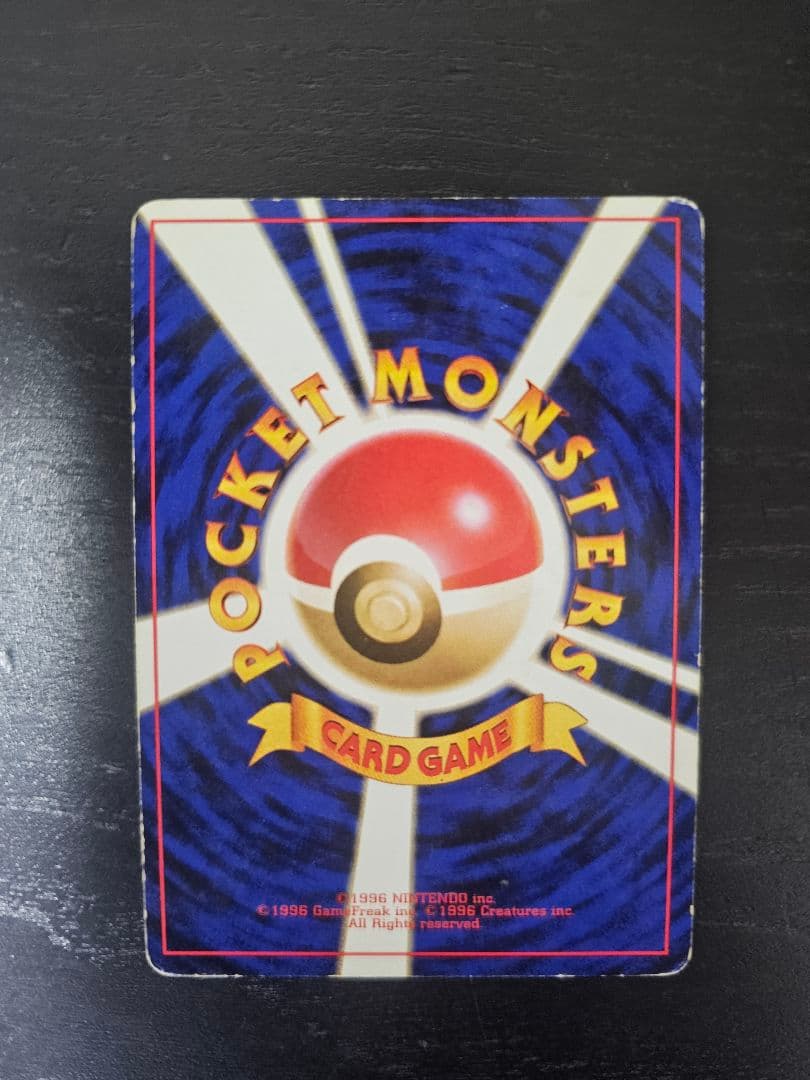 POCKET MONSTERS
CARD GAME
©1996 NINTENDO inc.
©1996 GameFreak inc. ©1996 Creatures inc.
All Rights reserved.